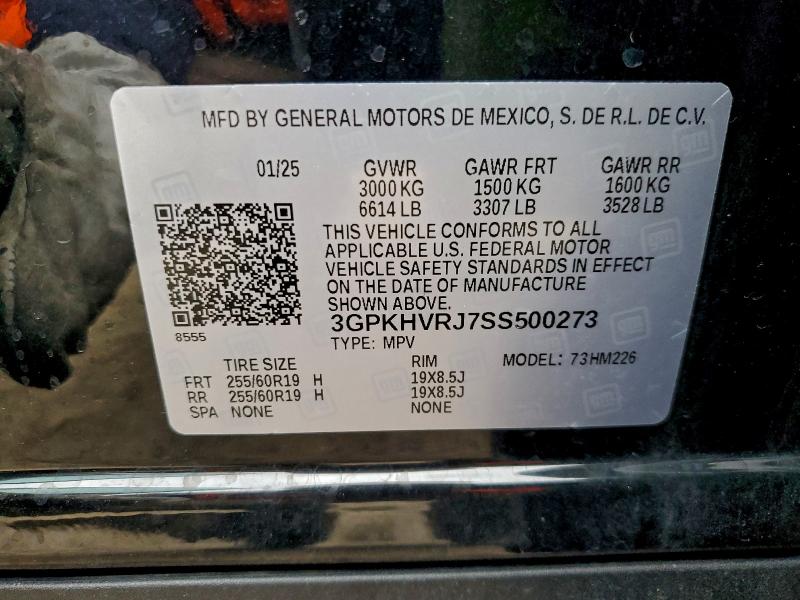 MFD BY GENERAL MOTORS DE MEXICO, S. DE R.L. DE C.V.
01/25 GVWR GAWR FRT GAWR RR
3000 KG 1500 KG 1600 KG
6614 LB 3307 LB 3528 LB
THIS VEHICLE CONFORMS TO ALL
APPLICABLE U.S. FEDERAL MOTOR
VEHICLE SAFETY STANDARDS IN EFFECT
ON THE DATE OF MANUFACTURE
SHOWN ABOVE.
3GPKHVRJ7SS500273
8555
TYPE: MPV
TIRE SIZE RIM MODEL: 73HM226
FRT 255/60R19 H 19X8.5J
RR 255/60R19 H 19X8.5J
SPA NONE NONE